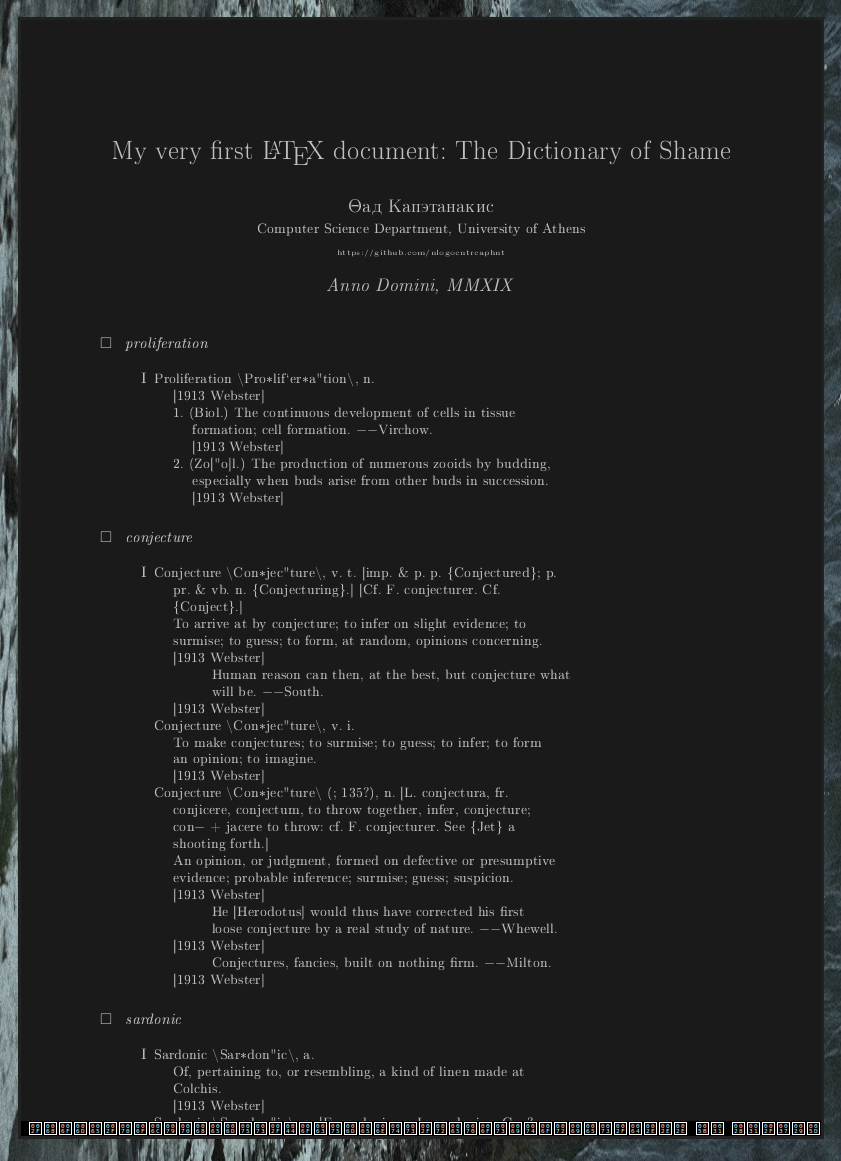 My very first LATEX document: The Dictionary of Shame
Θад Капэтанакис
Computer Science Department, University of Athens
https://github.com/nlogocntrcaphnt
Anno Domini, MMXIX
□ proliferation
I Proliferation \Pro∗lif‘er∗a"tion\, n.
[1913 Webster]
1. (Biol.) The continuous development of cells in tissue
formation; cell formation. −−Virchow.
[1913 Webster]
2. (Zo["o]l.) The production of numerous zooids by budding,
especially when buds arise from other buds in succession.
[1913 Webster]
□ conjecture
I Conjecture \Con∗jec"ture\, v. t. [imp. & p. p. {Conjectured}; p.
pr. & vb. n. {Conjecturing}.] [Cf. F. conjecturer. Cf.
{Conject}.]
To arrive at by conjecture; to infer on slight evidence; to
surmise; to guess; to form, at random, opinions concerning.
[1913 Webster]
Human reason can then, at the best, but conjecture what
will be. −−South.
[1913 Webster]
Conjecture \Con∗jec"ture\, v. i.
To make conjectures; to surmise; to guess; to infer; to form
an opinion; to imagine.
[1913 Webster]
Conjecture \Con∗jec"ture\ (; 135?), n. [L. conjectura, fr.
conjicere, conjectum, to throw together, infer, conjecture;
con− + jacere to throw: cf. F. conjecturer. See {Jet} a
shooting forth.]
An opinion, or judgment, formed on defective or presumptive
evidence; probable inference; surmise; guess; suspicion.
[1913 Webster]
He [Herodotus] would thus have corrected his first
loose conjecture by a real study of nature. −−Whewell.
[1913 Webster]
Conjectures, fancies, built on nothing firm. −−Milton.
[1913 Webster]
□ sardonic
I Sardonic \Sar∗don"ic\, a.
Of, pertaining to, or resembling, a kind of linen made at
Colchis.
[1913 Webster]